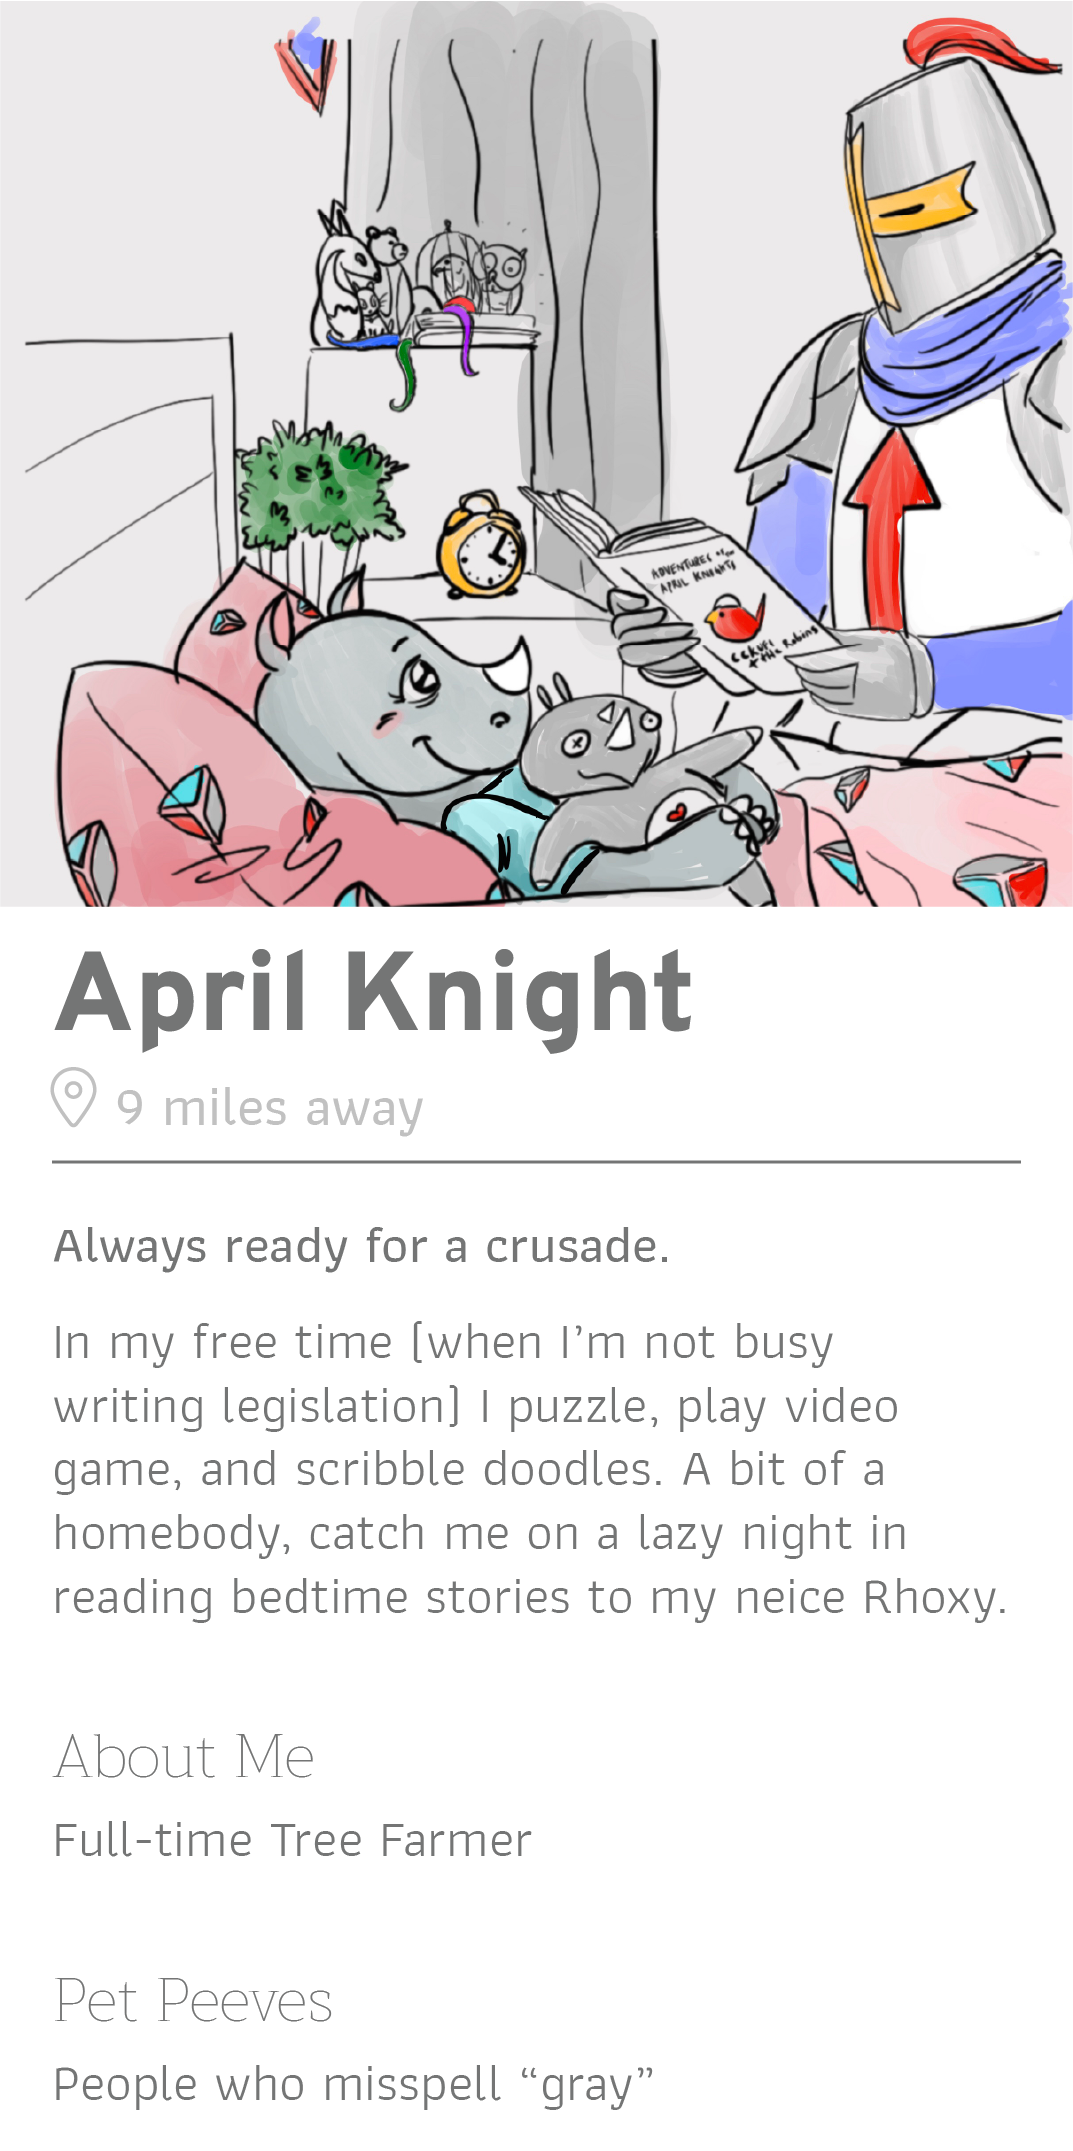 ADVENTURES of the
APRIL KNIGHTS
& the Robins
April Knight
9 miles away
Always ready for a crusade.
In my free time (when I’m not busy
writing legislation) I puzzle, play video
game, and scribble doodles. A bit of a
homebody, catch me on a lazy night in
reading bedtime stories to my neice Rhoxy.
About Me
Full-time Tree Farmer
Pet Peeves
People who misspell “gray”